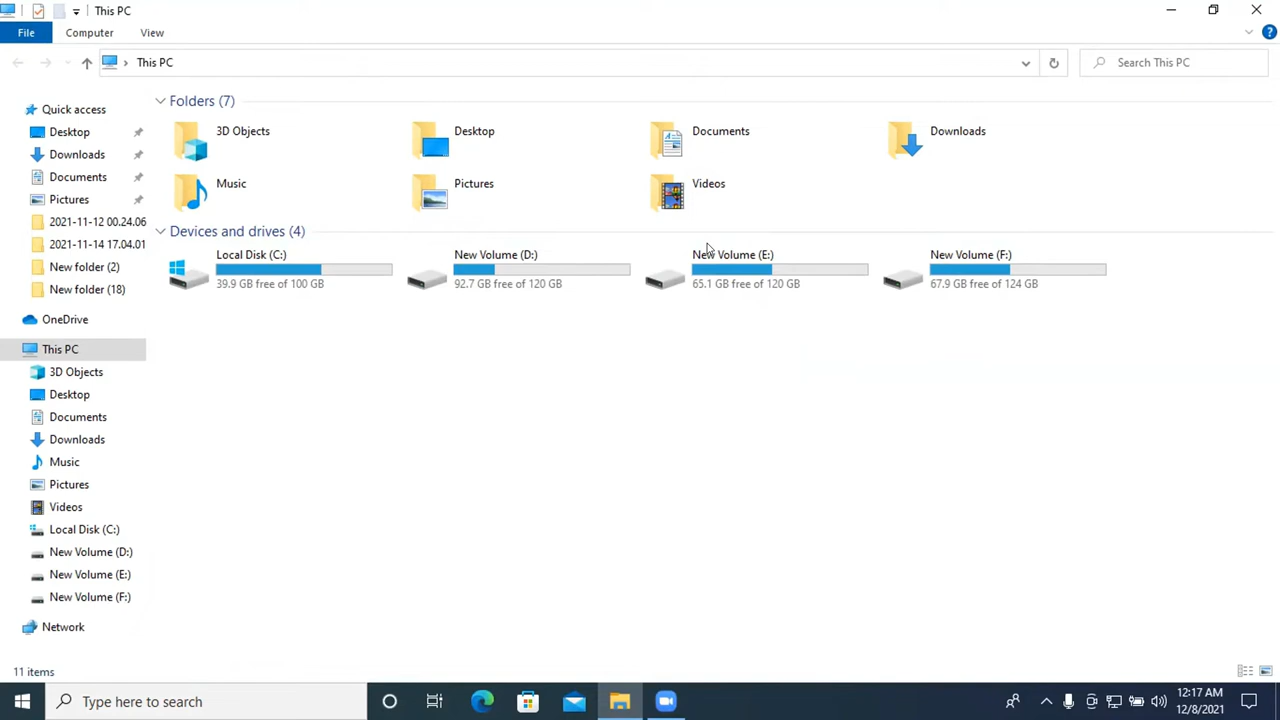 This PC
File Computer View
This PC Search This PC
Quick access
Desktop
Downloads
Documents
Pictures
2021-11-12 00.24.06
2021-11-14 17.04.01
New folder (2)
New folder (18)
OneDrive
This PC
3D Objects
Desktop
Documents
Downloads
Music
Pictures
Videos
Local Disk (C:)
New Volume (D:)
New Volume (E:)
New Volume (F:)
Network
Folders (7)
3D Objects Desktop Documents Downloads
Music Pictures Videos
Devices and drives (4)
Local Disk (C:) New Volume (D:) New Volume (E:) New Volume (F:)
39.9 GB free of 100 GB 92.7 GB free of 120 GB 65.1 GB free of 120 GB 67.9 GB free of 124 GB
11 items
Type here to search
12:17 AM
12/8/2021